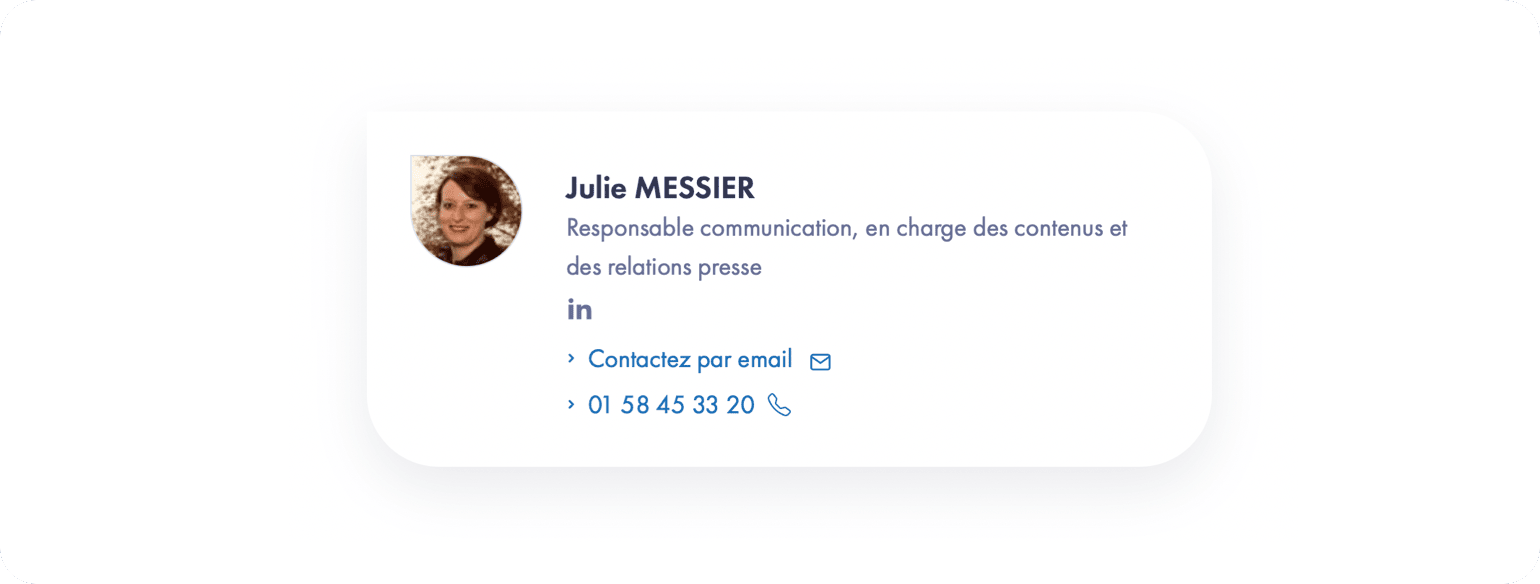 Julie MESSIER
Responsable communication, en charge des contenus et
des relations presse
in
Contactez par email
01 58 45 33 20